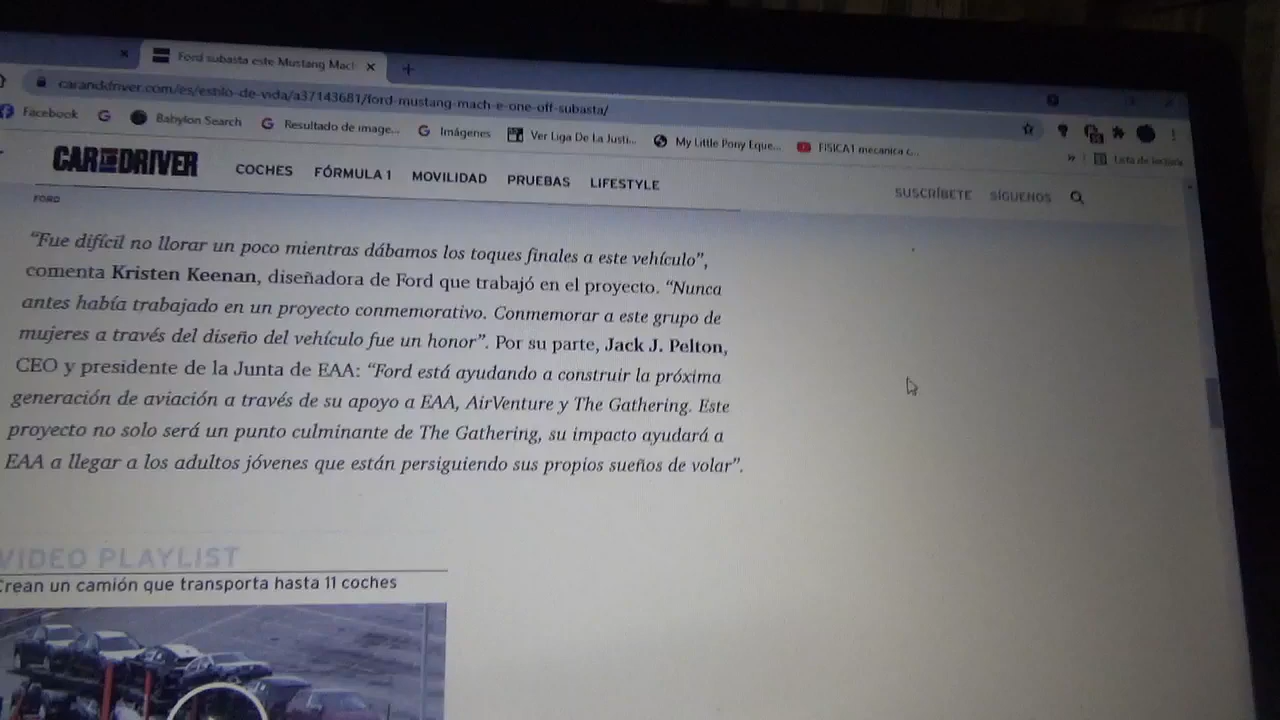 Ford subasta este Mustang Mach
caranddriver.com/es/estilo-de-vida/a37143681/ford-mustang-mach-e-one-off-subasta/
Facebook Babylon Search Resultado de image... Imágenes Ver Liga De La Justi... My Little Pony Eque... FISICA1 mecanica c...
Lista de lectura
CAR AND DRIVER COCHES FÓRMULA 1 MOVILIDAD PRUEBAS LIFESTYLE SUSCRÍBETE SÍGUENOS
FORD
“Fue difícil no llorar un poco mientras dábamos los toques finales a este vehículo”,
comenta Kristen Keenan, diseñadora de Ford que trabajó en el proyecto. “Nunca
antes había trabajado en un proyecto conmemorativo. Conmemorar a este grupo de
mujeres a través del diseño del vehículo fue un honor”. Por su parte, Jack J. Pelton,
CEO y presidente de la Junta de EAA: “Ford está ayudando a construir la próxima
generación de aviación a través de su apoyo a EAA, AirVenture y The Gathering. Este
proyecto no solo será un punto culminante de The Gathering, su impacto ayudará a
EAA a llegar a los adultos jóvenes que están persiguiendo sus propios sueños de volar”.
VIDEO PLAYLIST
Crean un camión que transporta hasta 11 coches